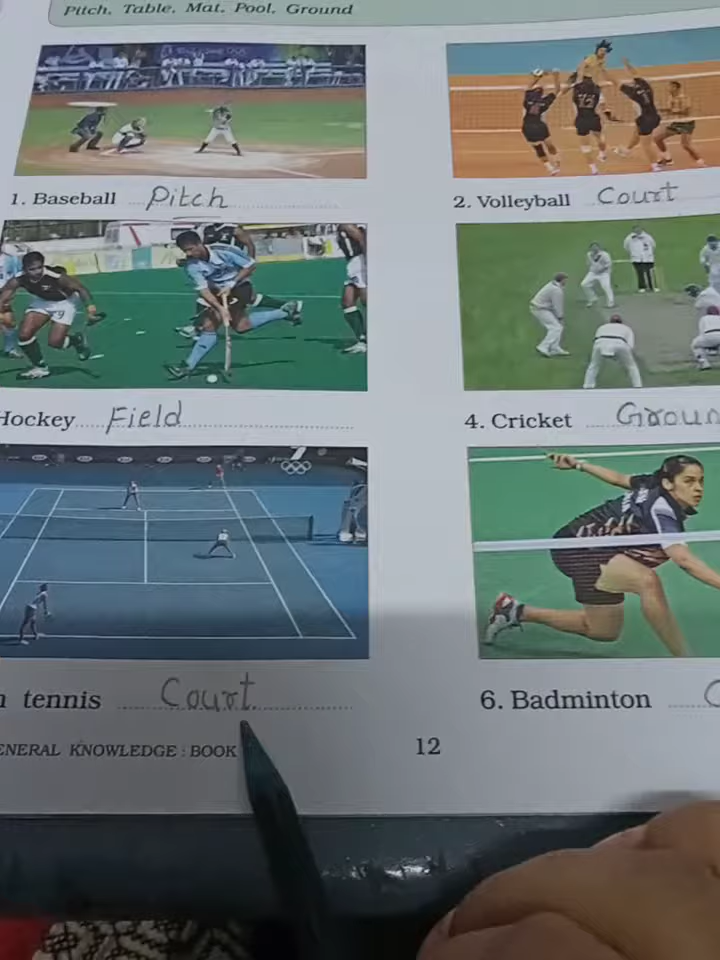 Pitch, Table, Mat, Pool, Ground
1. Baseball Pitch
2. Volleyball Court
Hockey Field
4. Cricket Groun
tennis Court
6. Badminton
GENERAL KNOWLEDGE : BOOK
12